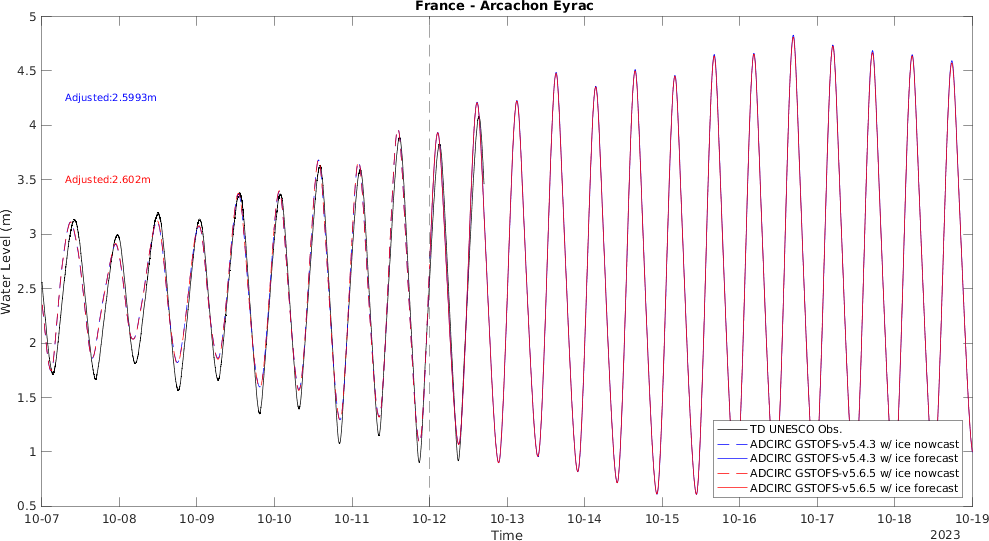 France - Arcachon Eyrac
5
4.5
4
3.5
3
2.5
2
1.5
1
0.5
Water Level (m)
Adjusted:2.5993m
Adjusted:2.602m
TD UNESCO Obs.
ADCIRC GSTOFS-v5.4.3 w/ ice nowcast
ADCIRC GSTOFS-v5.4.3 w/ ice forecast
ADCIRC GSTOFS-v5.6.5 w/ ice nowcast
ADCIRC GSTOFS-v5.6.5 w/ ice forecast
10-07 10-08 10-09 10-10 10-11 10-12 10-13 10-14 10-15 10-16 10-17 10-18 10-19
Time
2023